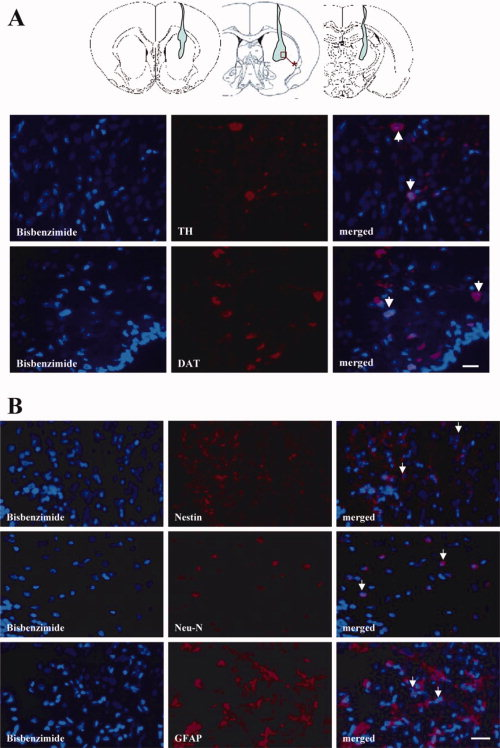 A
Bisbenzimide TH merged
Bisbenzimide DAT merged
B
Bisbenzimide Nestin merged
Bisbenzimide Neu-N merged
Bisbenzimide GFAP merged